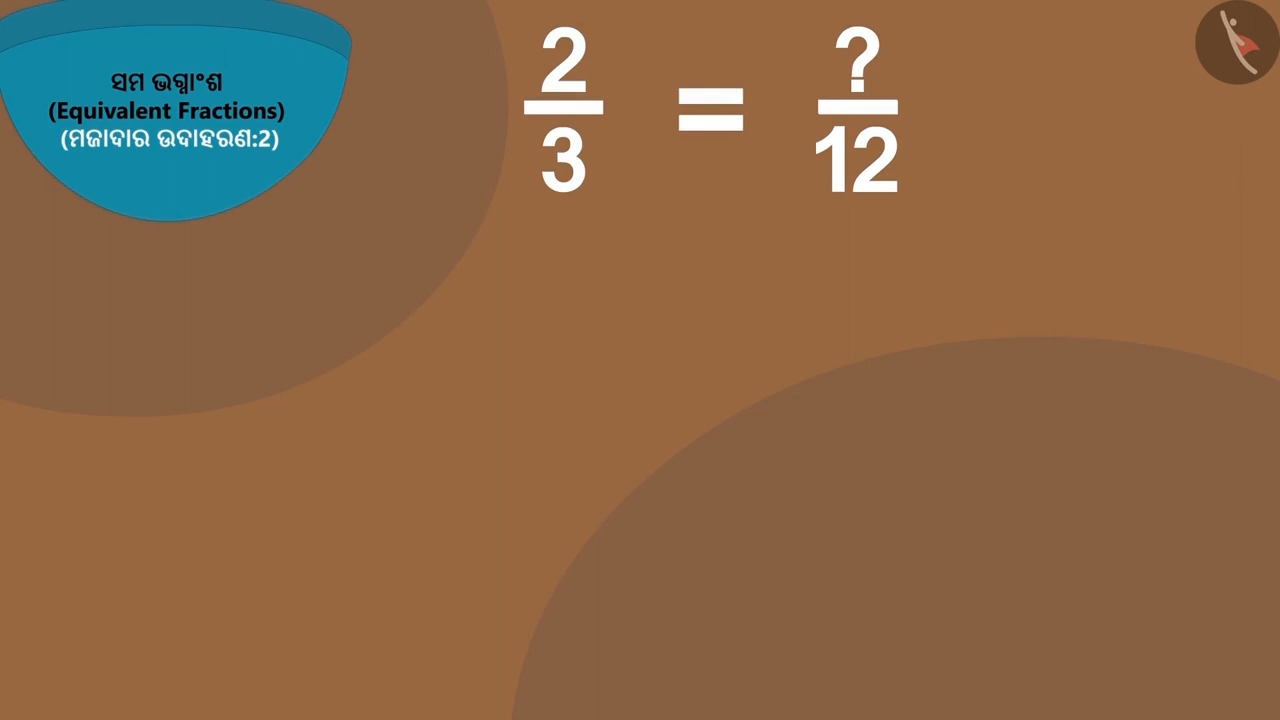 ସମ ଭଗ୍ନାଂଶ
(Equivalent Fractions)
(ମଜାଦାର ଉଦାହରଣ:2)
2/3 = ?/12